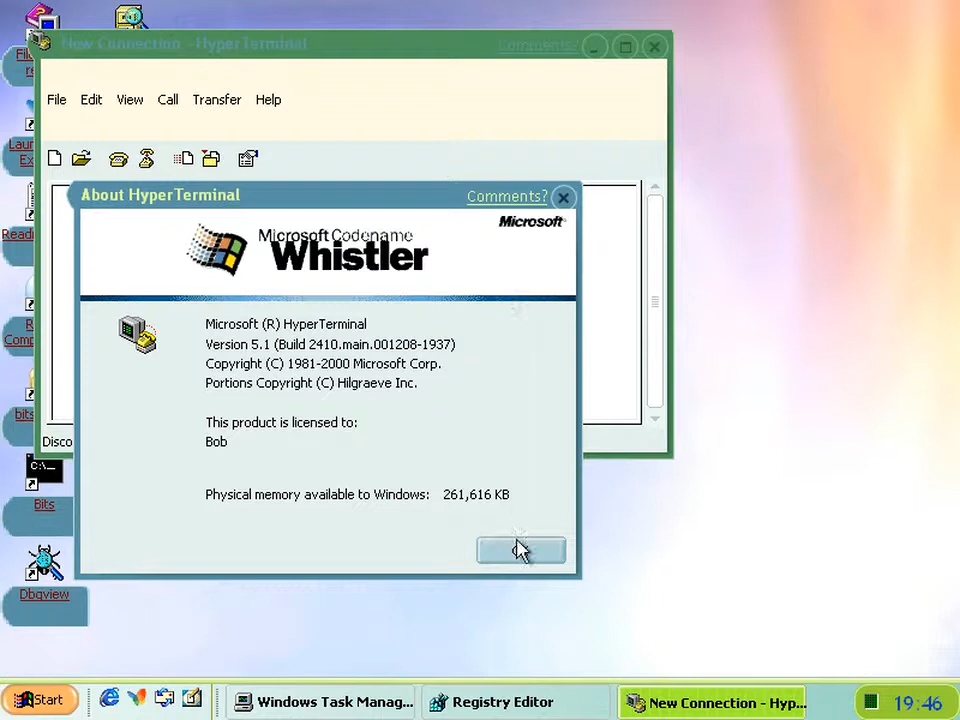 New Connection - HyperTerminal
Comments?
File Edit View Call Transfer Help
About HyperTerminal
Comments?
Microsoft
Microsoft Codename
Whistler
Microsoft (R) HyperTerminal
Version 5.1 (Build 2410.main.001208-1937)
Copyright (C) 1981-2000 Microsoft Corp.
Portions Copyright (C) Hilgraeve Inc.
This product is licensed to:
Bob
Physical memory available to Windows: 261,616 KB
Disco
bits
C:\...
Bits
Dbgview
Start
Windows Task Manag...
Registry Editor
New Connection - Hyp...
19:46